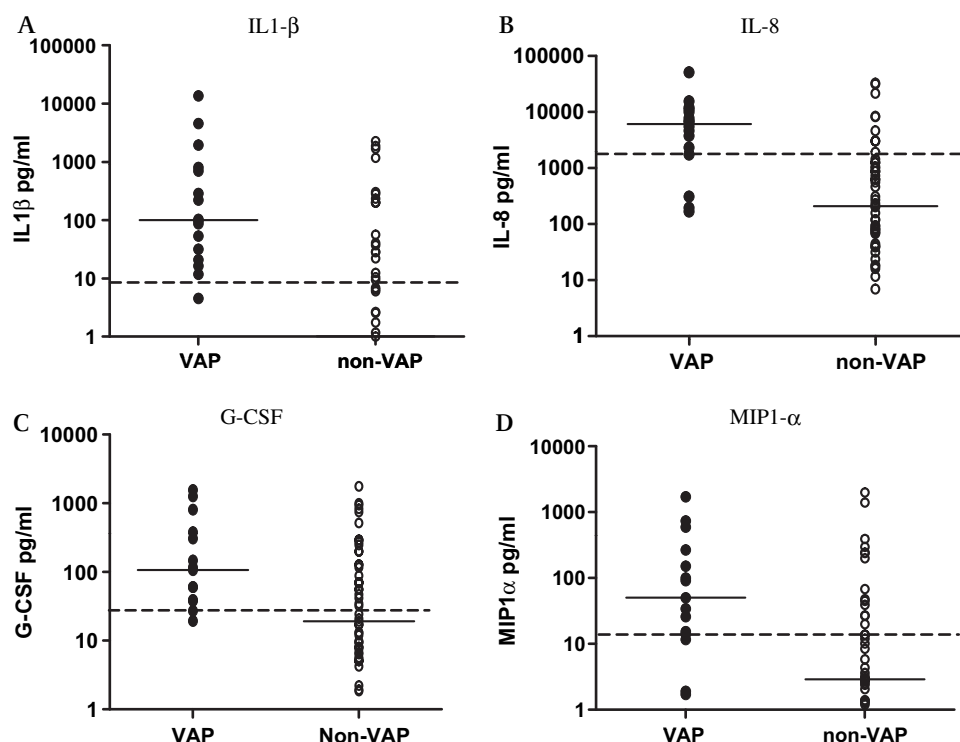 A
IL1-β
100000
10000
1000
100
10
1
IL1β pg/ml
VAP
non-VAP
B
IL-8
100000
10000
1000
100
10
1
IL-8 pg/ml
VAP
non-VAP
C
G-CSF
10000
1000
100
10
1
G-CSF pg/ml
VAP
Non-VAP
D
MIP1-α
10000
1000
100
10
1
MIP1α pg/ml
VAP
non-VAP